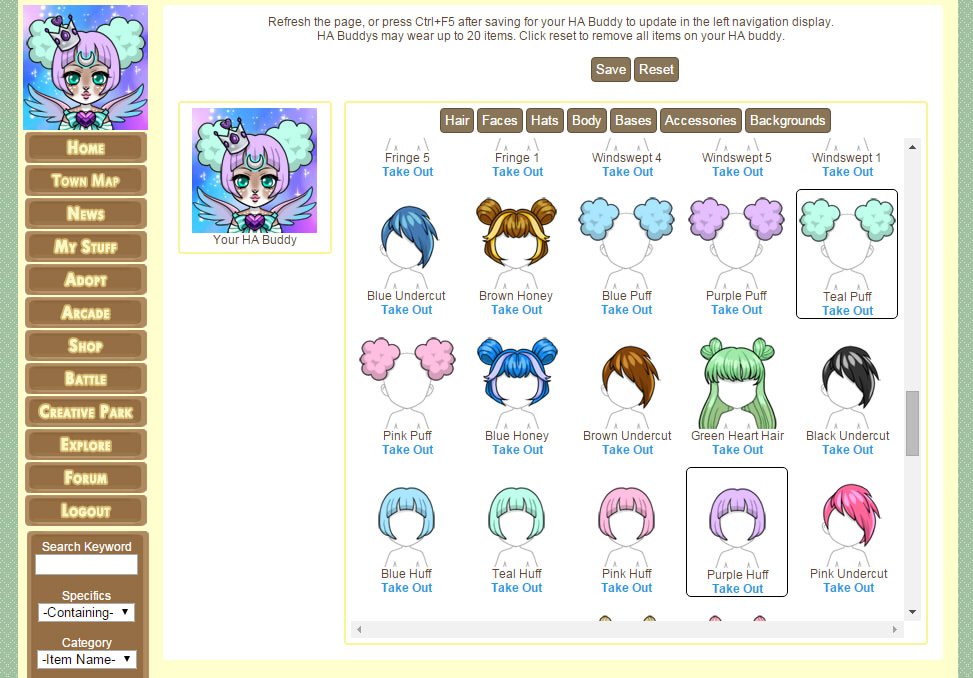 Refresh the page, or press Ctrl+F5 after saving for your HA Buddy to update in the left navigation display.
HA Buddys may wear up to 20 items. Click reset to remove all items on your HA buddy.
Save Reset
Home
Town Map
News
My Stuff
Adopt
Arcade
Shop
Battle
Creative Park
Explore
Forum
Logout
Search Keyword
Specifics
-Containing-
Category
-Item Name-
Your HA Buddy
Hair Faces Hats Body Bases Accessories Backgrounds
Fringe 5 Fringe 1 Windswept 4 Windswept 5 Windswept 1
Take Out Take Out Take Out Take Out Take Out
Blue Undercut Brown Honey Blue Puff Purple Puff Teal Puff
Take Out Take Out Take Out Take Out Take Out
Pink Puff Blue Honey Brown Undercut Green Heart Hair Black Undercut
Take Out Take Out Take Out Take Out Take Out
Blue Huff Teal Huff Pink Huff Purple Huff Pink Undercut
Take Out Take Out Take Out Take Out Take Out